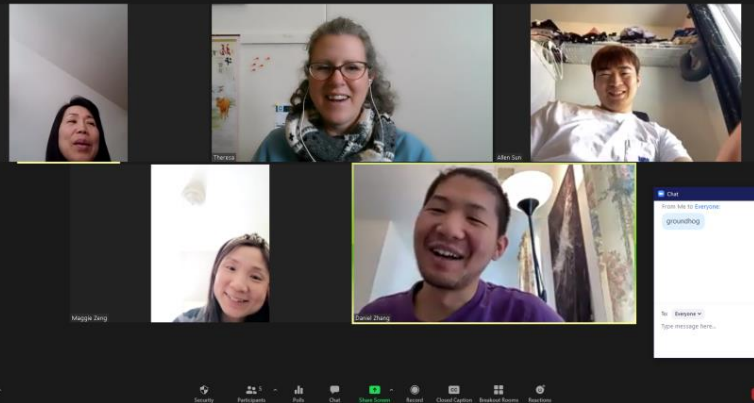 Theresa
Allen Sun
Maggie Zeng
Daniel Zhang
Chat
From Me to Everyone:
groundhog
To Everyone
Type message here...
5
Security
Participants
Polls
Chat
Share Screen
Record
Closed Caption
Breakout Rooms
Reactions